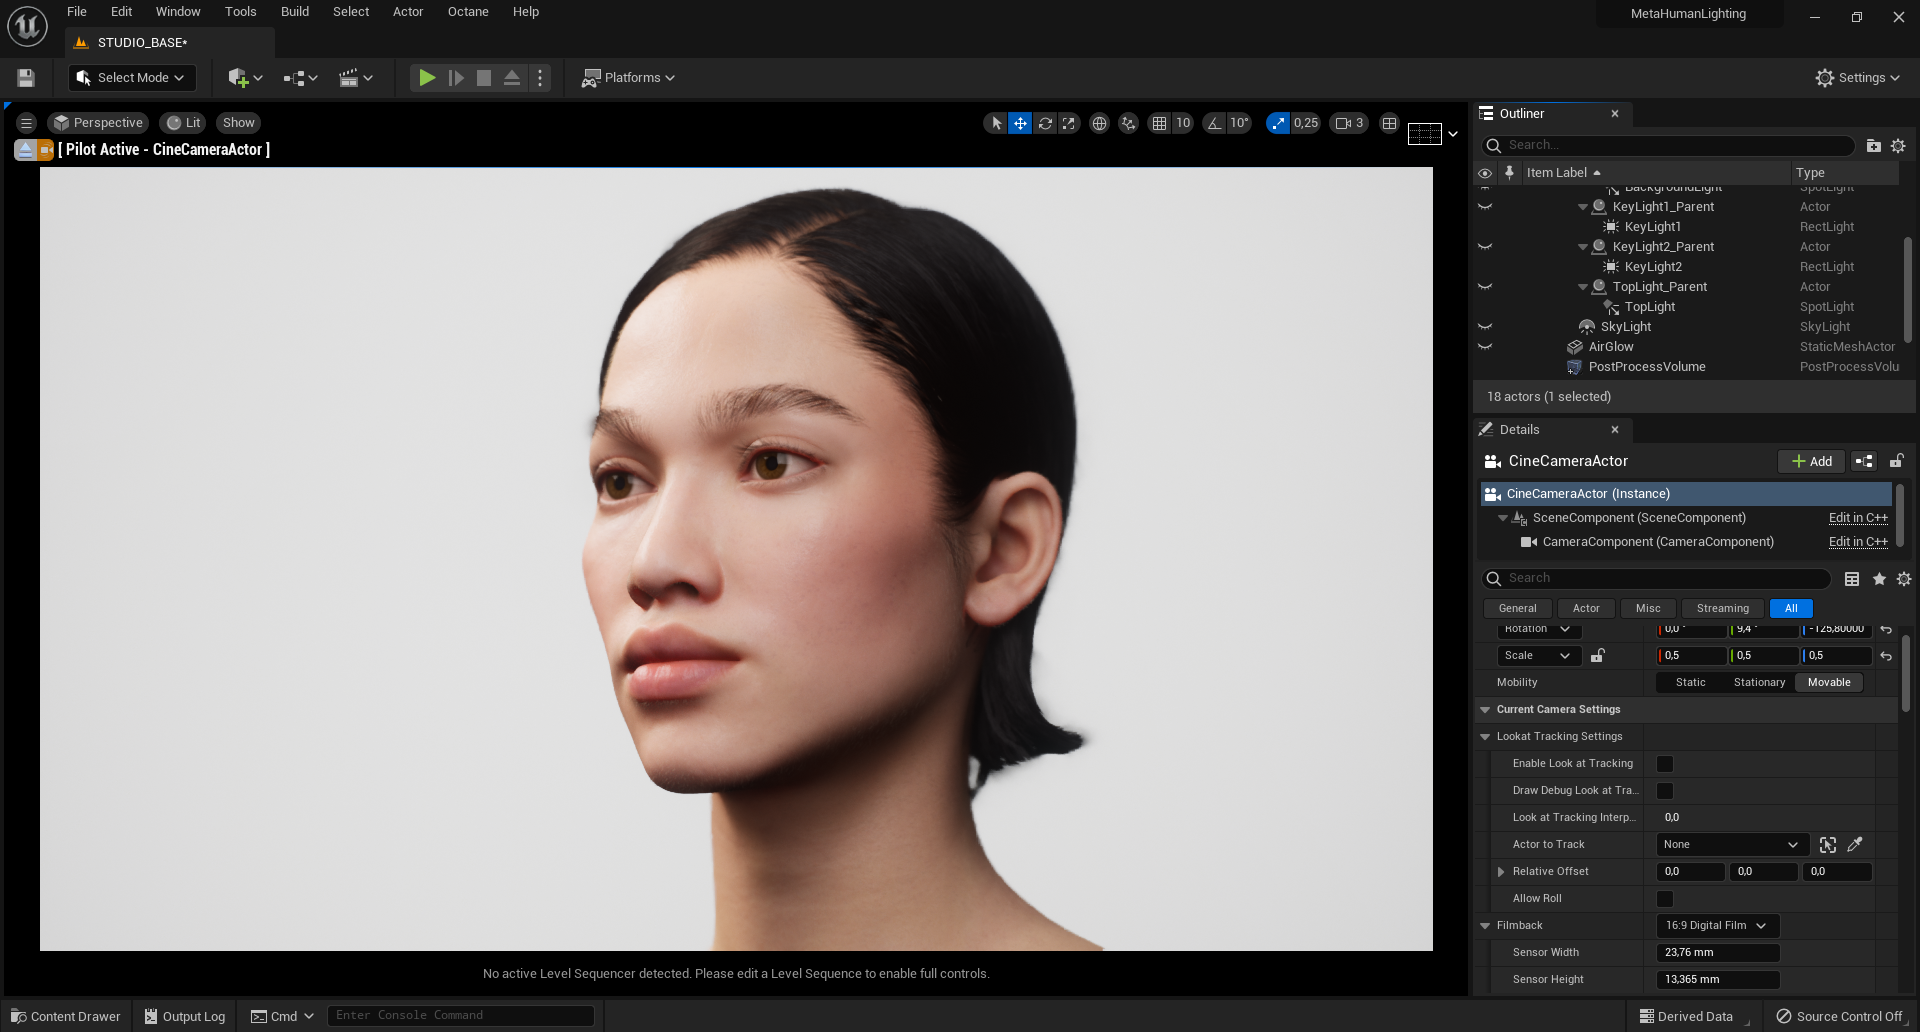 File Edit Window Tools Build Select Actor Octane Help
MetaHumanLighting
STUDIO_BASE*
Select Mode
Platforms
Settings
Perspective
Lit
Show
10
10°
0,25
3
[ Pilot Active - CineCameraActor ]
No active Level Sequencer detected. Please edit a Level Sequence to enable full controls.
Outliner
Search...
Item Label Type
BackgroundLight SpotLight
KeyLight1_Parent Actor
KeyLight1 RectLight
KeyLight2_Parent Actor
KeyLight2 RectLight
TopLight_Parent Actor
TopLight SpotLight
SkyLight SkyLight
AirGlow StaticMeshActor
PostProcessVolume PostProcessVolu
18 actors (1 selected)
Details
CineCameraActor
Add
CineCameraActor (Instance)
SceneComponent (SceneComponent) Edit in C++
CameraComponent (CameraComponent) Edit in C++
Search
General Actor Misc Streaming All
Rotation 0,0 ° 9,4 ° -125,80000
Scale 0,5 0,5 0,5
Mobility Static Stationary Movable
Current Camera Settings
Lookat Tracking Settings
Enable Look at Tracking
Draw Debug Look at Tra...
Look at Tracking Interp... 0,0
Actor to Track None
Relative Offset 0,0 0,0 0,0
Allow Roll
Filmback 16:9 Digital Film
Sensor Width 23,76 mm
Sensor Height 13,365 mm
Content Drawer
Output Log
Cmd
Enter Console Command
Derived Data
Source Control Off